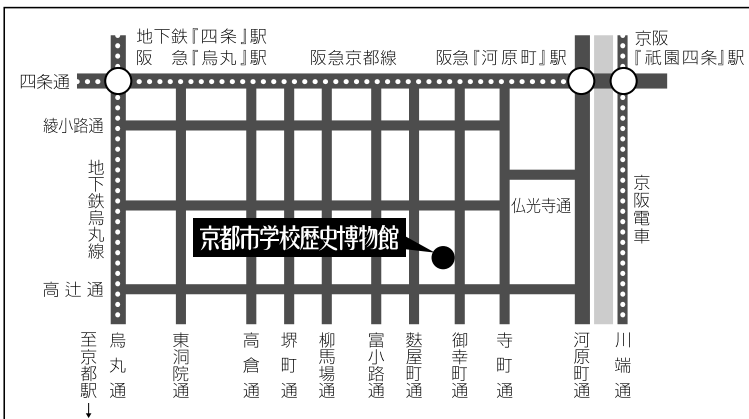 地下鉄『四条』駅
阪 急『烏丸』駅
阪急京都線
阪急『河原町』駅
京阪
『祇園四条』駅
四条通
綾小路通
地下鉄烏丸線
仏光寺通
京阪電車
京都市学校歴史博物館
高辻通
至京都駅
烏丸通
東洞院通
高倉通
堺町通
柳馬場通
富小路通
麩屋町通
御幸町通
寺町通
河原町通
川端通